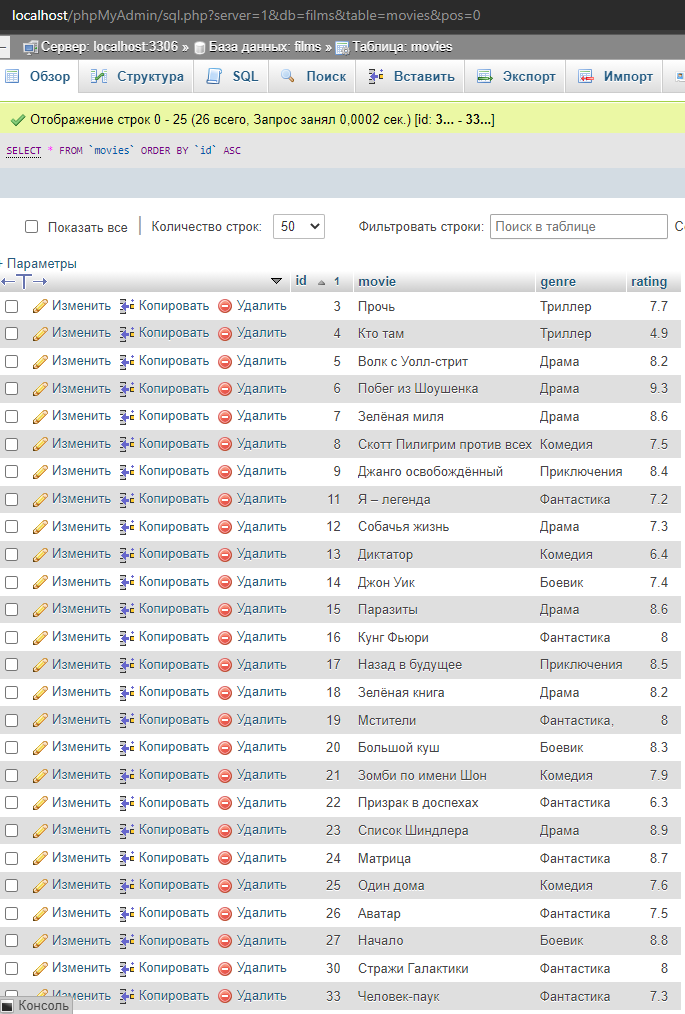 localhost/phpMyAdmin/sql.php?server=1&db=films&table=movies&pos=0
Сервер: localhost:3306 » База данных: films » Таблица: movies
Обзор Структура SQL Поиск Вставить Экспорт Импорт
Отображение строк 0 - 25 (26 всего, Запрос занял 0,0002 сек.) [id: 3... - 33...]
SELECT * FROM `movies` ORDER BY `id` ASC
Показать все Количество строк: 50 Фильтровать строки: Поиск в таблице
+ Параметры
←T→ id 1 movie genre rating
Изменить Копировать Удалить 3 Прочь Триллер 7.7
Изменить Копировать Удалить 4 Кто там Триллер 4.9
Изменить Копировать Удалить 5 Волк с Уолл-стрит Драма 8.2
Изменить Копировать Удалить 6 Побег из Шоушенка Драма 9.3
Изменить Копировать Удалить 7 Зелёная миля Драма 8.6
Изменить Копировать Удалить 8 Скотт Пилигрим против всех Комедия 7.5
Изменить Копировать Удалить 9 Джанго освобождённый Приключения 8.4
Изменить Копировать Удалить 11 Я – легенда Фантастика 7.2
Изменить Копировать Удалить 12 Собачья жизнь Драма 7.3
Изменить Копировать Удалить 13 Диктатор Комедия 6.4
Изменить Копировать Удалить 14 Джон Уик Боевик 7.4
Изменить Копировать Удалить 15 Паразиты Драма 8.6
Изменить Копировать Удалить 16 Кунг Фьюри Фантастика 8
Изменить Копировать Удалить 17 Назад в будущее Приключения 8.5
Изменить Копировать Удалить 18 Зелёная книга Драма 8.2
Изменить Копировать Удалить 19 Мстители Фантастика, 8
Изменить Копировать Удалить 20 Большой куш Боевик 8.3
Изменить Копировать Удалить 21 Зомби по имени Шон Комедия 7.9
Изменить Копировать Удалить 22 Призрак в доспехах Фантастика 6.3
Изменить Копировать Удалить 23 Список Шиндлера Драма 8.9
Изменить Копировать Удалить 24 Матрица Фантастика 8.7
Изменить Копировать Удалить 25 Один дома Комедия 7.6
Изменить Копировать Удалить 26 Аватар Фантастика 7.5
Изменить Копировать Удалить 27 Начало Боевик 8.8
Изменить Копировать Удалить 30 Стражи Галактики Фантастика 8
Изменить Копировать Удалить 33 Человек-паук Фантастика 7.3
Консоль